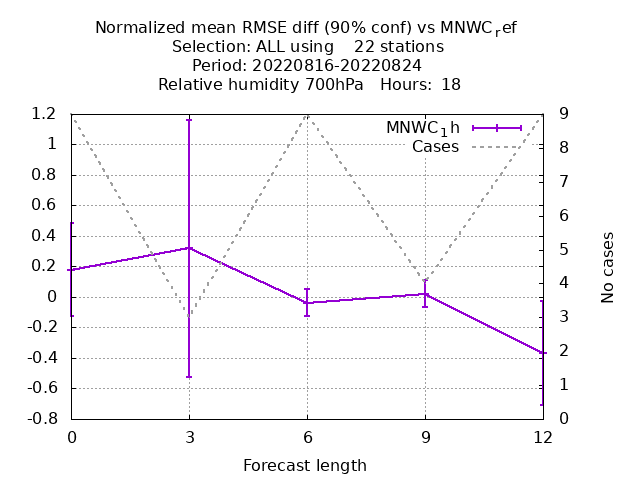 Normalized mean RMSE diff (90% conf) vs MNWC_ref
Selection: ALL using 22 stations
Period: 20220816-20220824
Relative humidity 700hPa Hours: 18
MNWC_1h
Cases
1.2
1
0.8
0.6
0.4
0.2
0
-0.2
-0.4
-0.6
-0.8
9
8
7
6
5
4
3
2
1
0
No cases
0 3 6 9 12
Forecast length